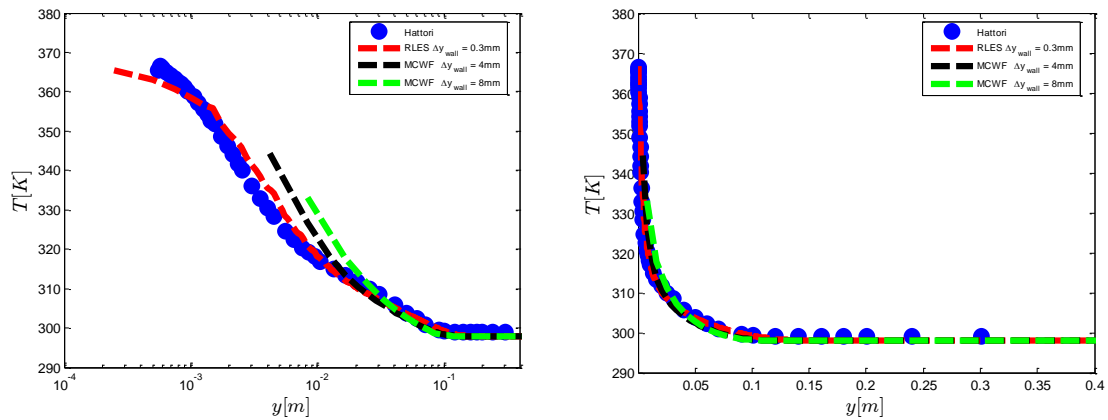 380
370
360
350
340
330
320
310
300
290
T[K]
10^-4
10^-3
10^-2
10^-1
y[m]
Hattori
RLES Δy_wall = 0.3mm
MCWF Δy_wall = 4mm
MCWF Δy_wall = 8mm
380
370
360
350
340
330
320
310
300
290
T[K]
0.05
0.1
0.15
0.2
0.25
0.3
0.35
0.4
y[m]
Hattori
RLES Δy_wall = 0.3mm
MCWF Δy_wall = 4mm
MCWF Δy_wall = 8mm